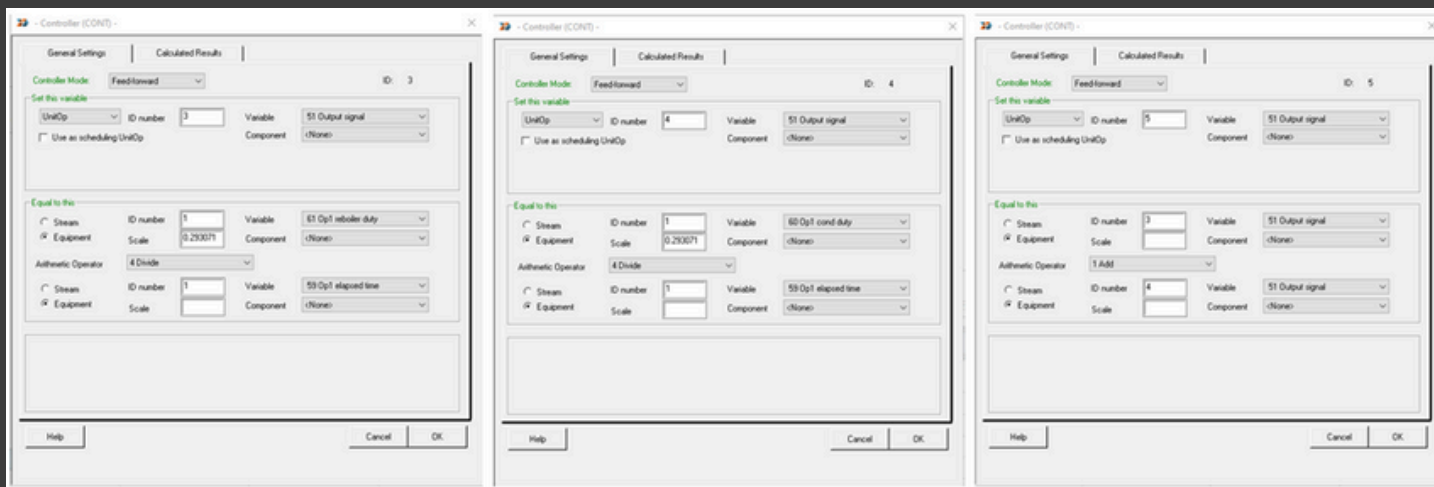 - Controller (CONT) -
General Settings Calculated Results
Controller Mode: Feed-forward ID: 3
Set this variable
UnitOp ID number 3 Variable 51 Output signal
Use as scheduling UnitOp Component <None>
Equal to this
Stream ID number 1 Variable 61 Op1 reboiler duty
Equipment Scale 0.293071 Component <None>
Arithmetic Operator 4 Divide
Stream ID number 1 Variable 59 Op1 elapsed time
Equipment Scale Component <None>
Help Cancel OK
- Controller (CONT) -
General Settings Calculated Results
Controller Mode: Feed-forward ID: 4
Set this variable
UnitOp ID number 4 Variable 51 Output signal
Use as scheduling UnitOp Component <None>
Equal to this
Stream ID number 1 Variable 60 Op1 cond duty
Equipment Scale 0.293071 Component <None>
Arithmetic Operator 4 Divide
Stream ID number 1 Variable 59 Op1 elapsed time
Equipment Scale Component <None>
Help Cancel OK
- Controller (CONT) -
General Settings Calculated Results
Controller Mode: Feed-forward ID: 5
Set this variable
UnitOp ID number 5 Variable 51 Output signal
Use as scheduling UnitOp Component <None>
Equal to this
Stream ID number 3 Variable 51 Output signal
Equipment Scale Component <None>
Arithmetic Operator 1 Add
Stream ID number 4 Variable 51 Output signal
Equipment Scale Component <None>
Help Cancel OK